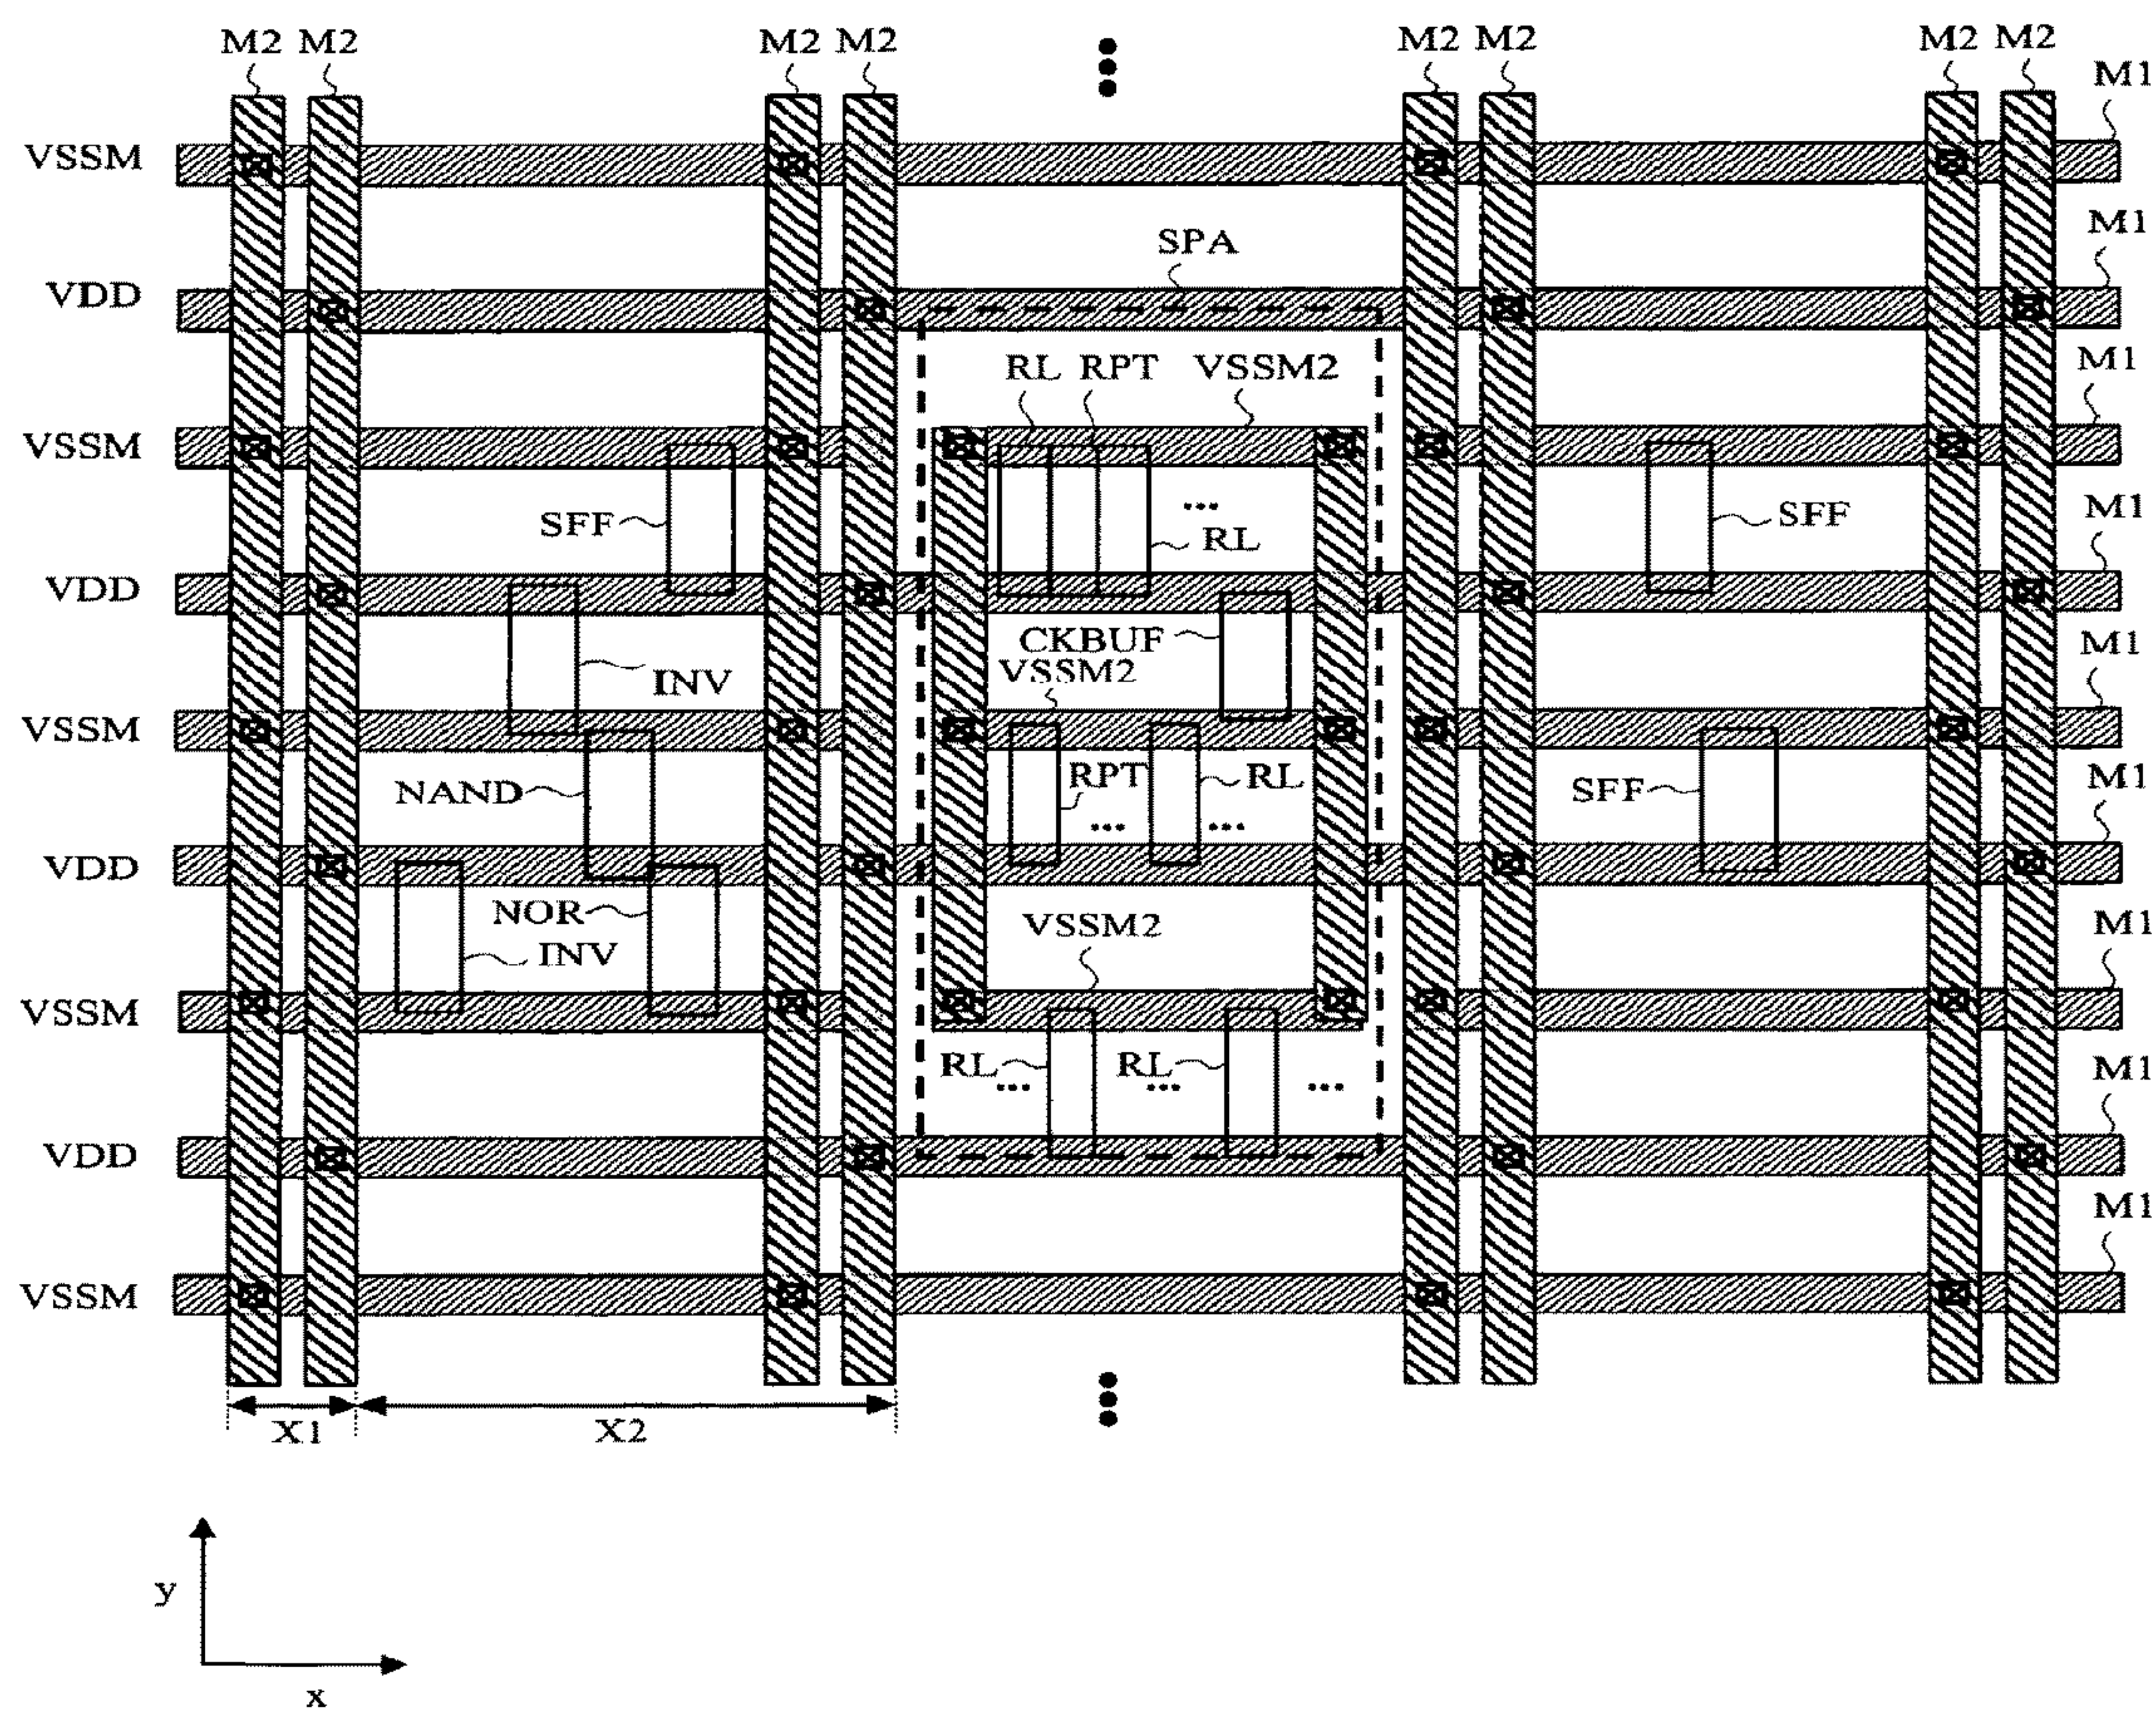 M2 M2 M2 M2 M2 M2 M2 M2
M1
VSSM
M1
SPA
VDD
M1
RL RPT VSSM2
VSSM
M1
SFF RL SFF
VDD
M1
CKBUF
INV VSSM2
VSSM
M1
NAND RPT RL SFF
VDD
M1
NOR VSSM2
INV
VSSM
M1
RL RL
VDD
M1
VSSM
X1 X2
y
x